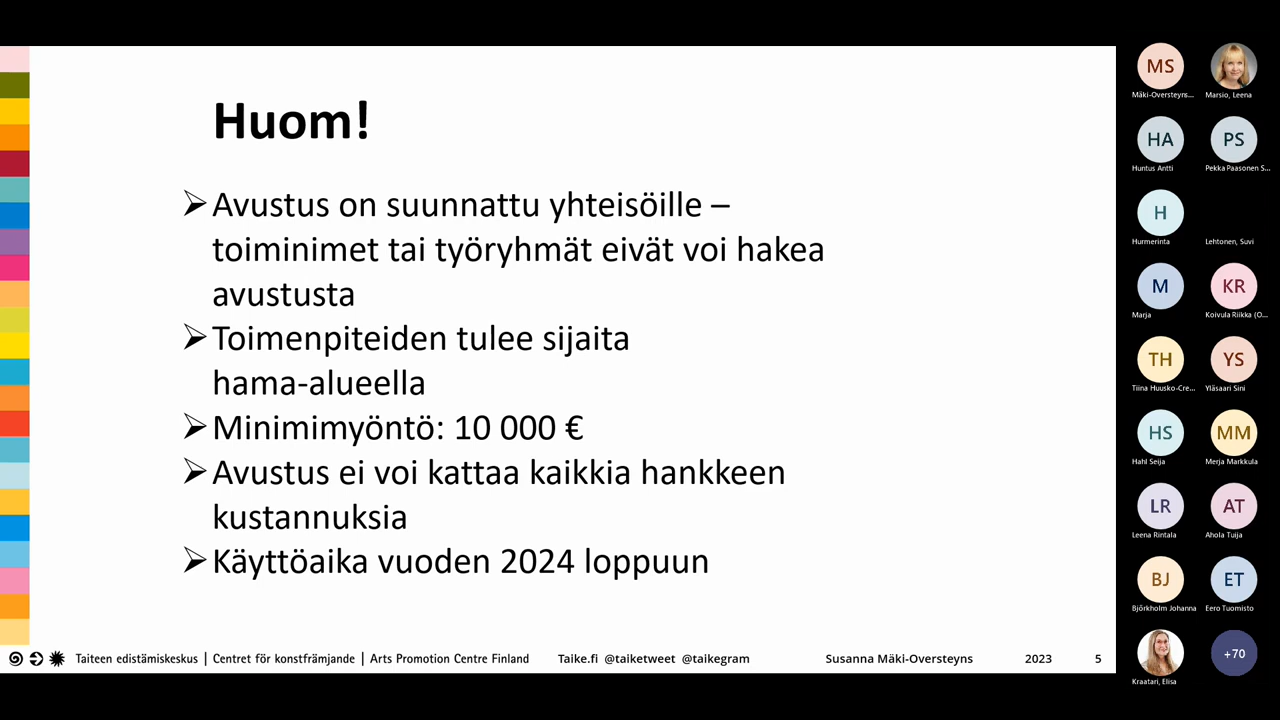 Huom!
➢Avustus on suunnattu yhteisöille –
toiminimet tai työryhmät eivät voi hakea
avustusta
➢Toimenpiteiden tulee sijaita
hama-alueella
➢Minimimyöntö: 10 000 €
➢Avustus ei voi kattaa kaikkia hankkeen
kustannuksia
➢Käyttöaika vuoden 2024 loppuun
Taiteen edistämiskeskus | Centret för konstfrämjande | Arts Promotion Centre Finland Taike.fi @taiketweet @taikegram Susanna Mäki-Oversteyns 2023 5
MS
Mäki-Oversteyns... Marsio, Leena
HA PS
Huntus Antti Pekka Paasonen S...
H
Hurmerinta Lehtonen, Suvi
M KR
Marja Koivula Riikka (O...
TH YS
Tiina Huusko-Cre... Yläsaari Sini
HS MM
Hahl Seija Merja Markkula
LR AT
Leena Rintala Ahola Tuija
BJ ET
Björkholm Johanna Eero Tuomisto
+70
Kraatari, Elisa